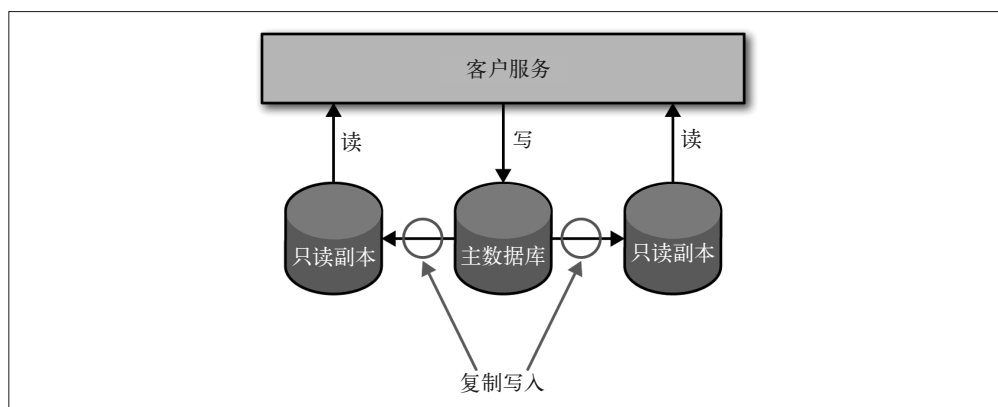 客户服务
读
写
读
只读副本
主数据库
只读副本
复制写入